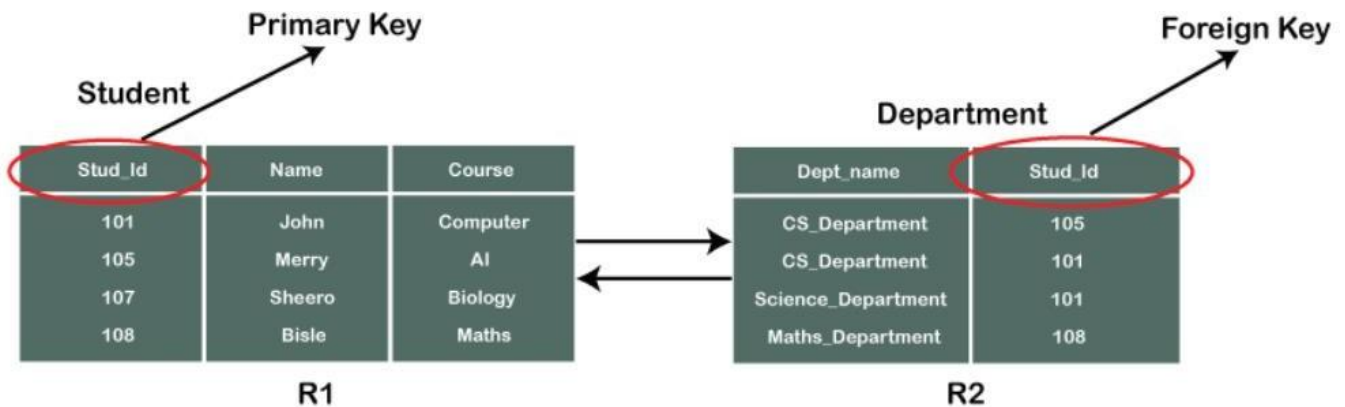 Primary Key
Foreign Key
Student
Department
Stud_Id Name Course
101 John Computer
105 Merry AI
107 Sheero Biology
108 Bisle Maths
R1
Dept_name Stud_Id
CS_Department 105
CS_Department 101
Science_Department 101
Maths_Department 108
R2